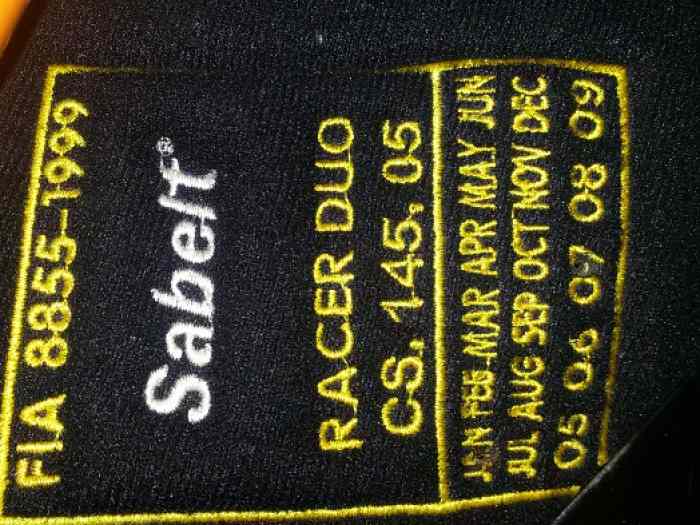 FIA 8855-1999
Sabelt®
RACER DUO
CS. 145. 05
JAN FEB MAR APR MAY JUN
JUL AUG SEP OCT NOV DEC
05 06 07 08 09